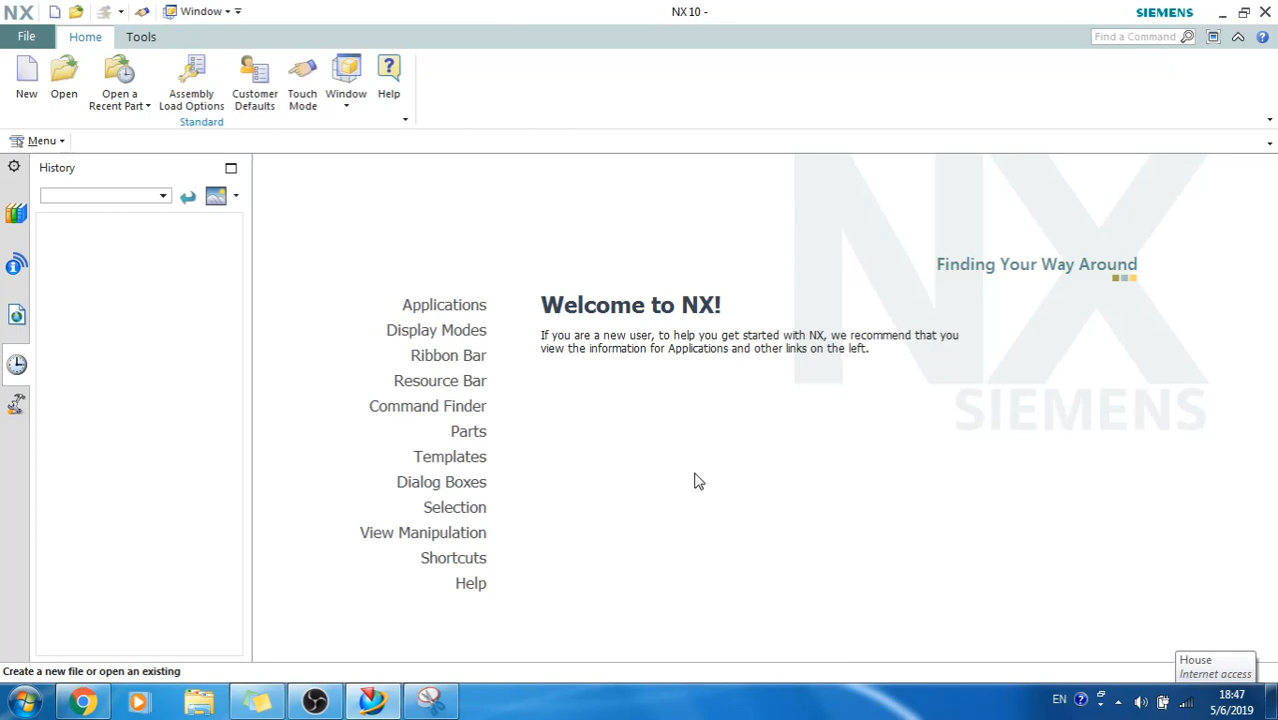 NX Window NX 10 - SIEMENS
File Home Tools Find a Command
New Open Open a Recent Part Assembly Load Options Customer Defaults Touch Mode Window Help
Standard
Menu
History
NX
SIEMENS
Finding Your Way Around
Applications
Display Modes
Ribbon Bar
Resource Bar
Command Finder
Parts
Templates
Dialog Boxes
Selection
View Manipulation
Shortcuts
Help
Welcome to NX!
If you are a new user, to help you get started with NX, we recommend that you
view the information for Applications and other links on the left.
Create a new file or open an existing
House
Internet access
EN 18:47
5/6/2019